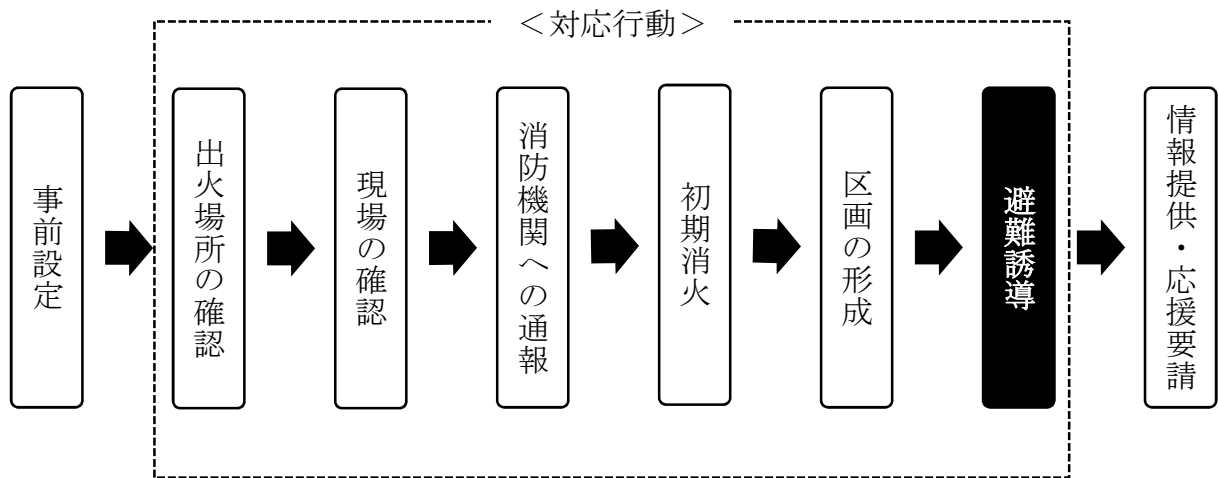 ＜対応行動＞
事前設定
出火場所の確認
現場の確認
消防機関への通報
初期消火
区画の形成
避難誘導
情報提供・応援要請